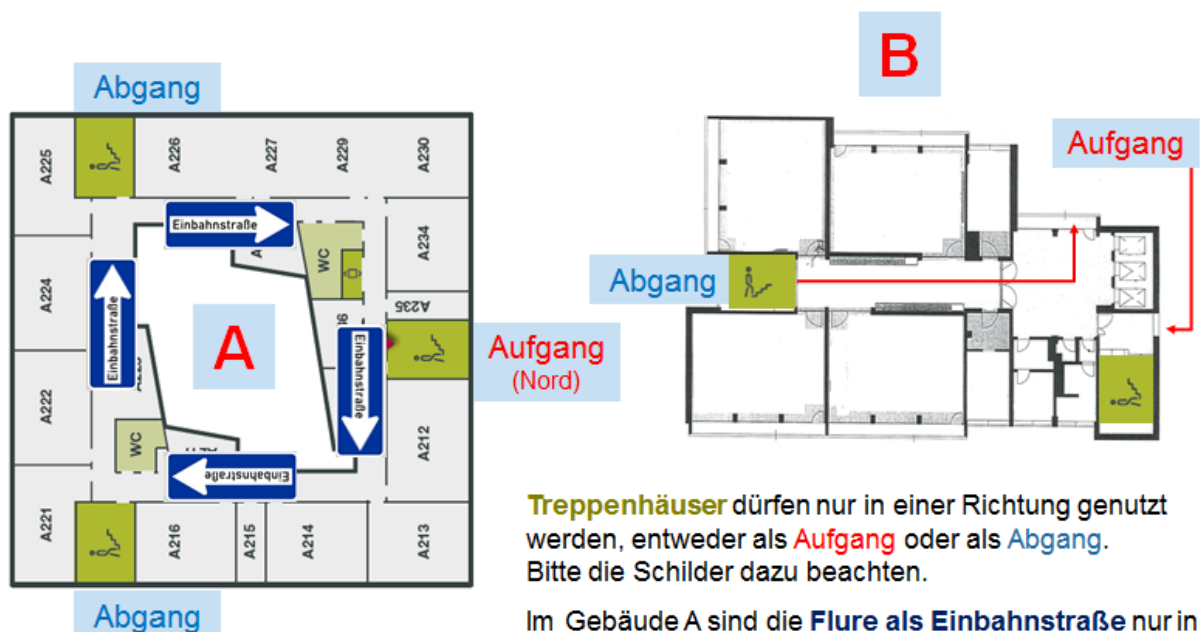 B
Abgang
Aufgang
A225
A226
A227
A229
A230
Einbahnstraße
WC
A234
A224
Einbahnstraße
Abgang
A235
A
Einbahnstraße
Aufgang
(Nord)
A222
WC
A212
Einbahnstraße
A221
A216
A215
A214
A213
Abgang
Treppenhäuser dürfen nur in einer Richtung genutzt
werden, entweder als Aufgang oder als Abgang.
Bitte die Schilder dazu beachten.
Im Gebäude A sind die Flure als Einbahnstraße nur in